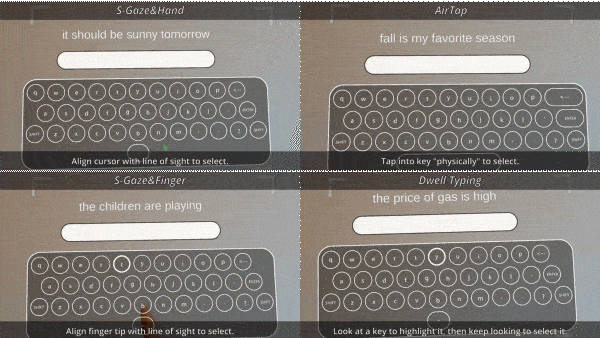 S-Gaze&Hand
it should be sunny tomorrow
q w e r t y u i o p ←
a s d f g h j k l ENTER
SHIFT z x c v b n m , . ? SHIFT
Align cursor with line of sight to select.
AirTap
fall is my favorite season
q w e r t y u i o p ←
a s d f g h j k l ENTER
SHIFT z x c v b n m , . ? SHIFT
Tap into key "physically" to select.
S-Gaze&Finger
the children are playing
q w e r t y u i o p ←
a s d f g h j k l ENTER
SHIFT z x c v b n m , . ? SHIFT
Align finger tip with line of sight to select.
Dwell Typing
the price of gas is high
q w e r t y u i o p ←
a s d f g h j k l ENTER
SHIFT z x c v b n m , . ? SHIFT
Look at a key to highlight it, then keep looking to select it.